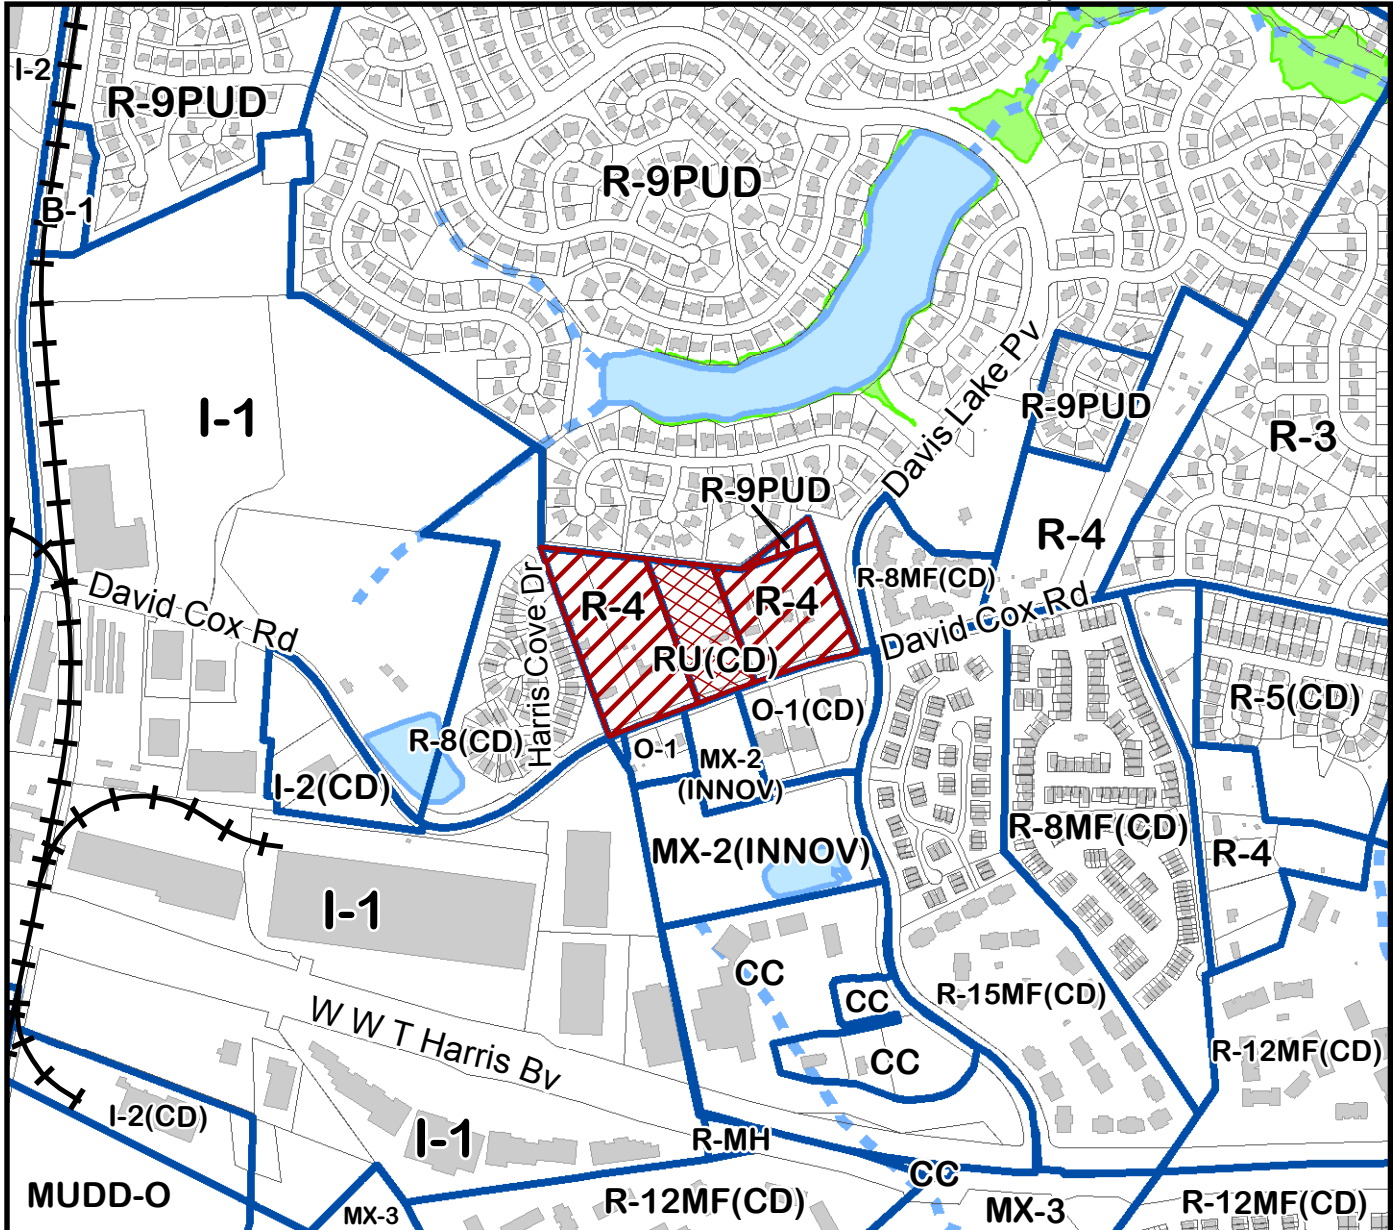 I-2
R-9PUD
R-9PUD
B-1
I-1
Davis Lake Pv
R-9PUD
R-3
R-9PUD
R-4
R-8MF(CD)
David Cox Rd
R-4
R-4
Harris Cove Dr
RU(CD)
David Cox Rd
R-5(CD)
O-1(CD)
R-8(CD)
O-1
MX-2
(INNOV)
I-2(CD)
R-8MF(CD)
MX-2(INNOV)
R-4
I-1
CC
CC
R-15MF(CD)
W W T Harris Bv
CC
R-12MF(CD)
I-2(CD)
I-1
R-MH
CC
MUDD-O
MX-3
R-12MF(CD)
MX-3
R-12MF(CD)